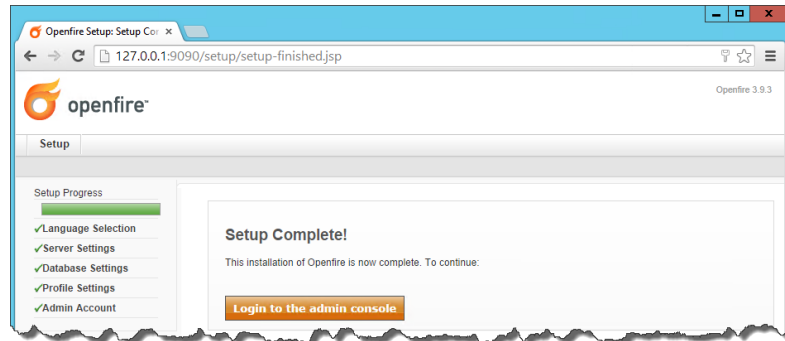 Openfire Setup: Setup Cor
127.0.0.1:9090/setup/setup-finished.jsp
openfire™
Openfire 3.9.3
Setup
Setup Progress
✓Language Selection
✓Server Settings
✓Database Settings
✓Profile Settings
✓Admin Account
Setup Complete!
This installation of Openfire is now complete. To continue:
Login to the admin console